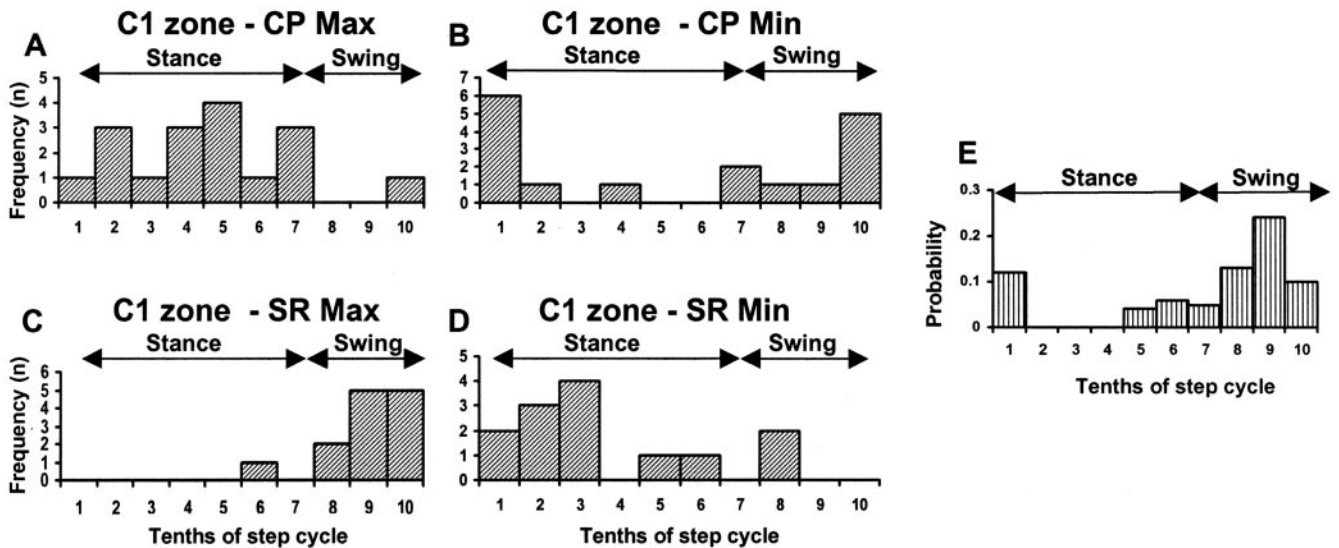 A
C1 zone - CP Max
Stance
Swing
Frequency (n)
5
4
3
2
1
0
1 2 3 4 5 6 7 8 9 10
B
C1 zone - CP Min
Stance
Swing
7
6
5
4
3
2
1
0
1 2 3 4 5 6 7 8 9 10
C
C1 zone - SR Max
Stance
Swing
Frequency (n)
6
5
4
3
2
1
0
1 2 3 4 5 6 7 8 9 10
Tenths of step cycle
D
C1 zone - SR Min
Stance
Swing
5
4
3
2
1
0
1 2 3 4 5 6 7 8 9 10
Tenths of step cycle
E
Stance
Swing
Probability
0.3
0.2
0.1
0
1 2 3 4 5 6 7 8 9 10
Tenths of step cycle